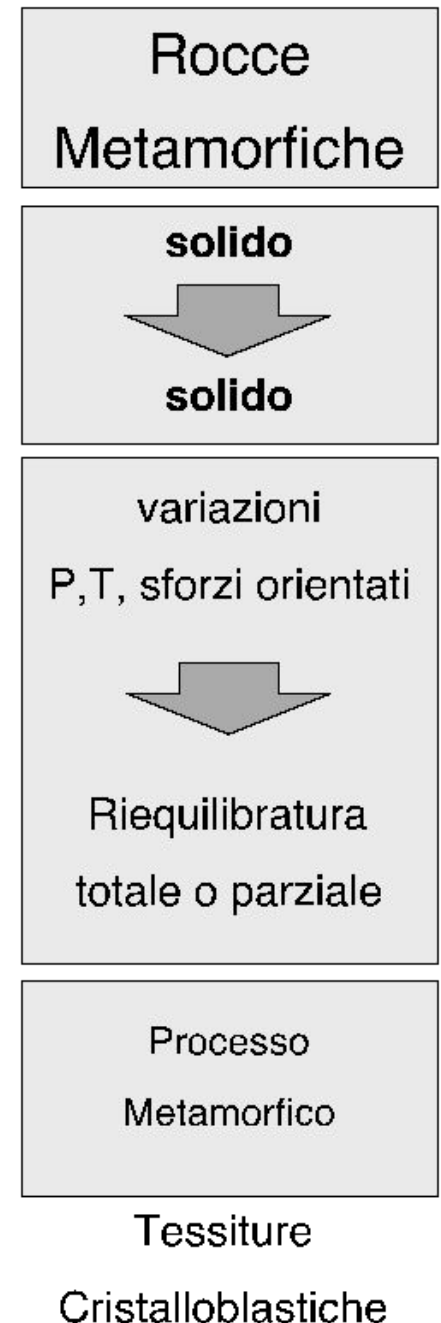 Rocce
Metamorfiche
solido
solido
variazioni
P,T, sforzi orientati
Riequilibratura
totale o parziale
Processo
Metamorfico
Tessiture
Cristalloblastiche